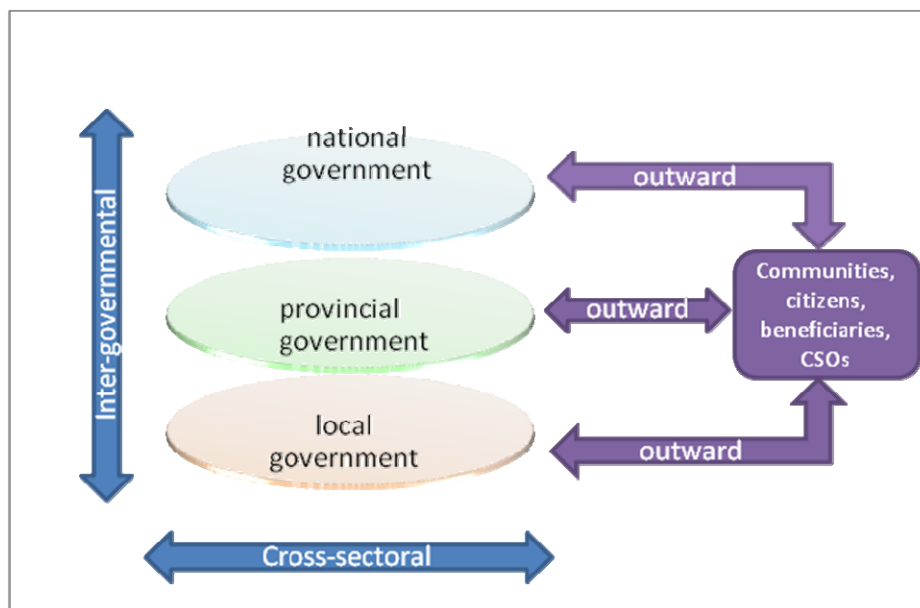 national
government
outward
Inter-governmental
Communities,
citizens,
beneficiaries,
CSOs
provincial
government
outward
local
government
outward
Cross-sectoral